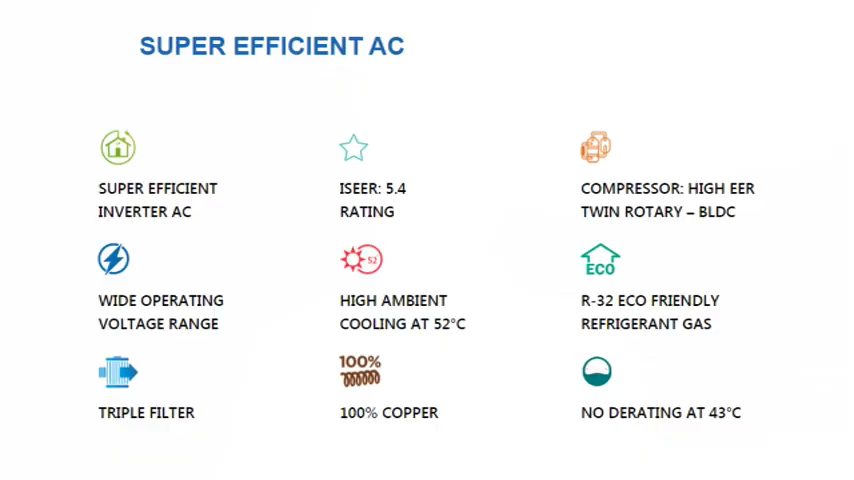 SUPER EFFICIENT AC
SUPER EFFICIENT
INVERTER AC
ISEER: 5.4
RATING
COMPRESSOR: HIGH EER
TWIN ROTARY – BLDC
WIDE OPERATING
VOLTAGE RANGE
52
HIGH AMBIENT
COOLING AT 52°C
ECO
R-32 ECO FRIENDLY
REFRIGERANT GAS
TRIPLE FILTER
100%
100% COPPER
NO DERATING AT 43°C